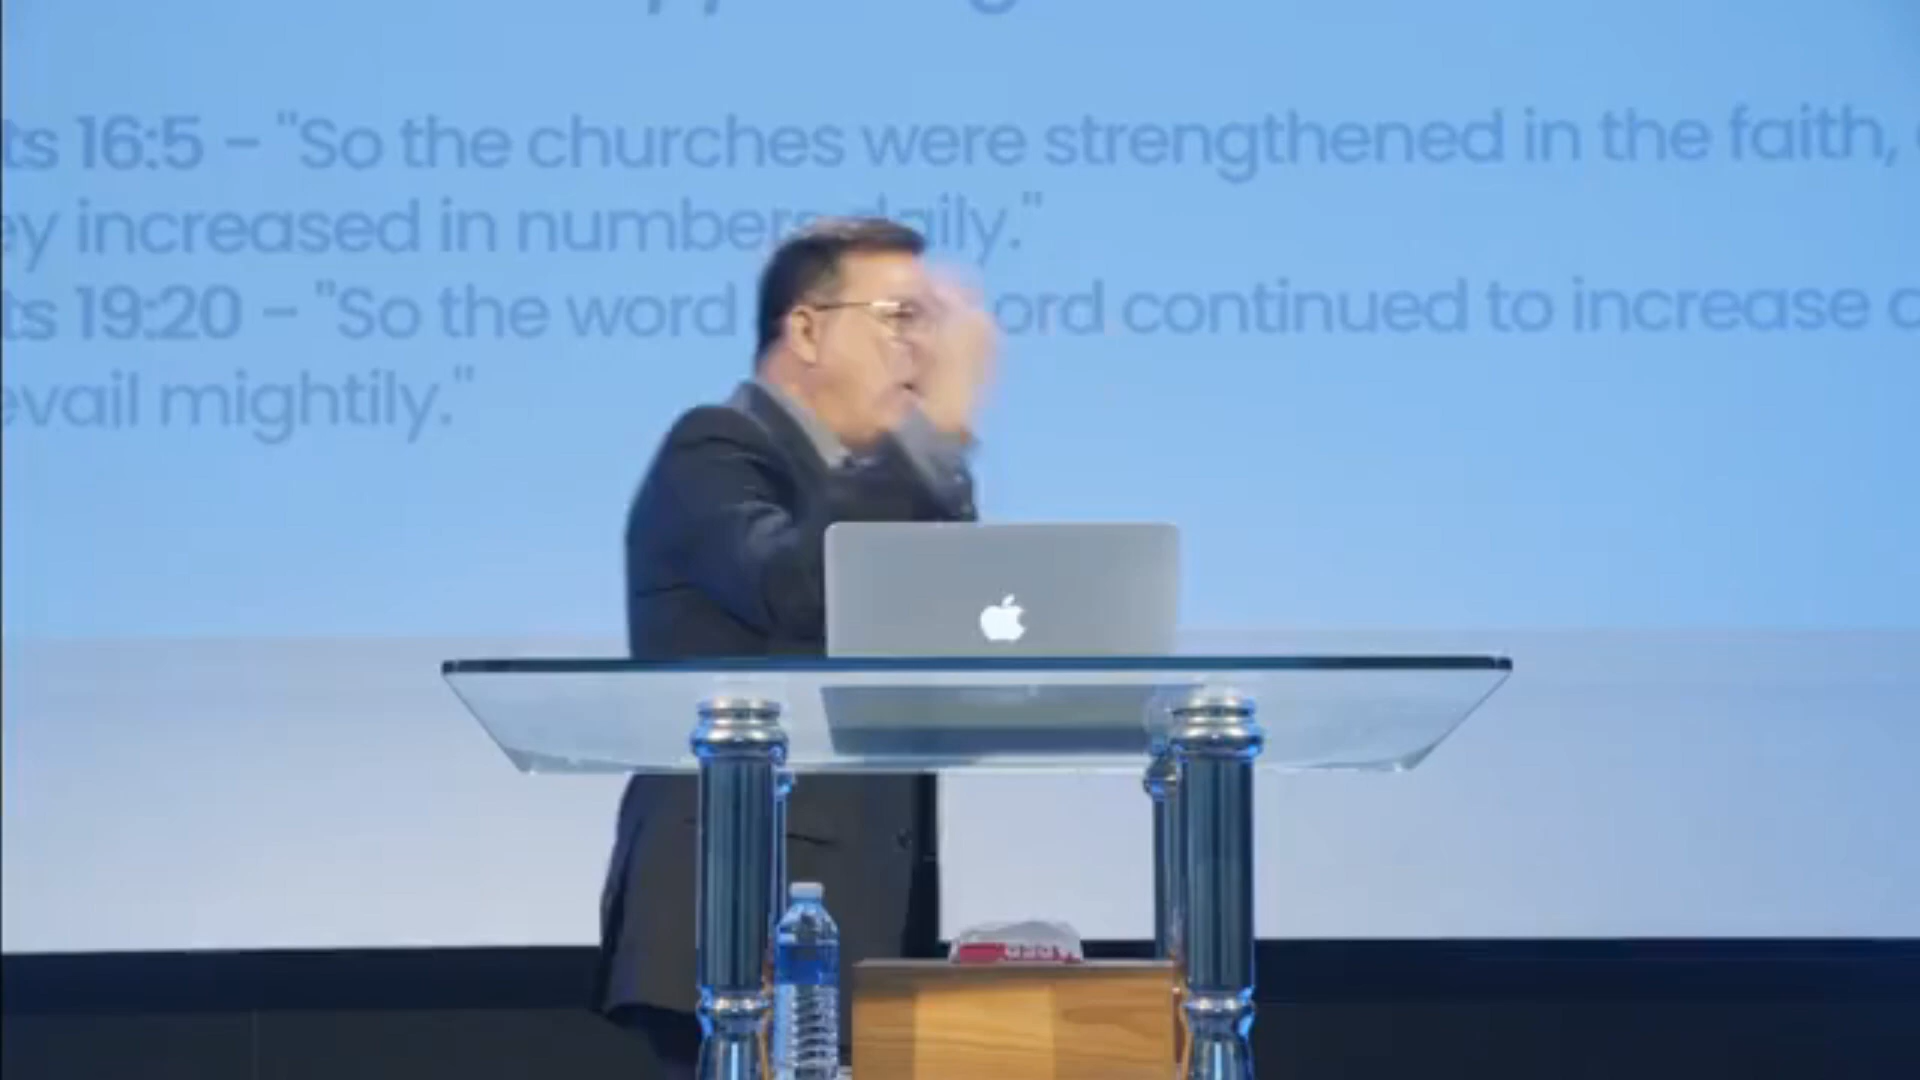 ts 16:5 – "So the churches were strengthened in the faith,
ey increased in numbers daily."
ts 19:20 – "So the word ord continued to increase
evail mightily."